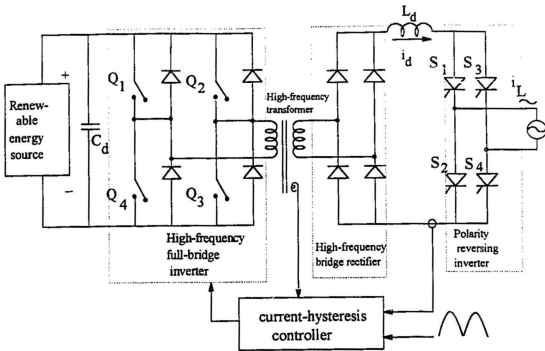 L_d
i_d
Q_1
Q_2
S_1
S_3
i_L
High-frequency
transformer
+
Renew-
able
energy
source
C_d
−
S_2
S_4
Q_4
Q_3
e
High-frequency
full-bridge
inverter
High-frequency
bridge rectifier
Polarity
reversing
inverter
current-hysteresis
controller